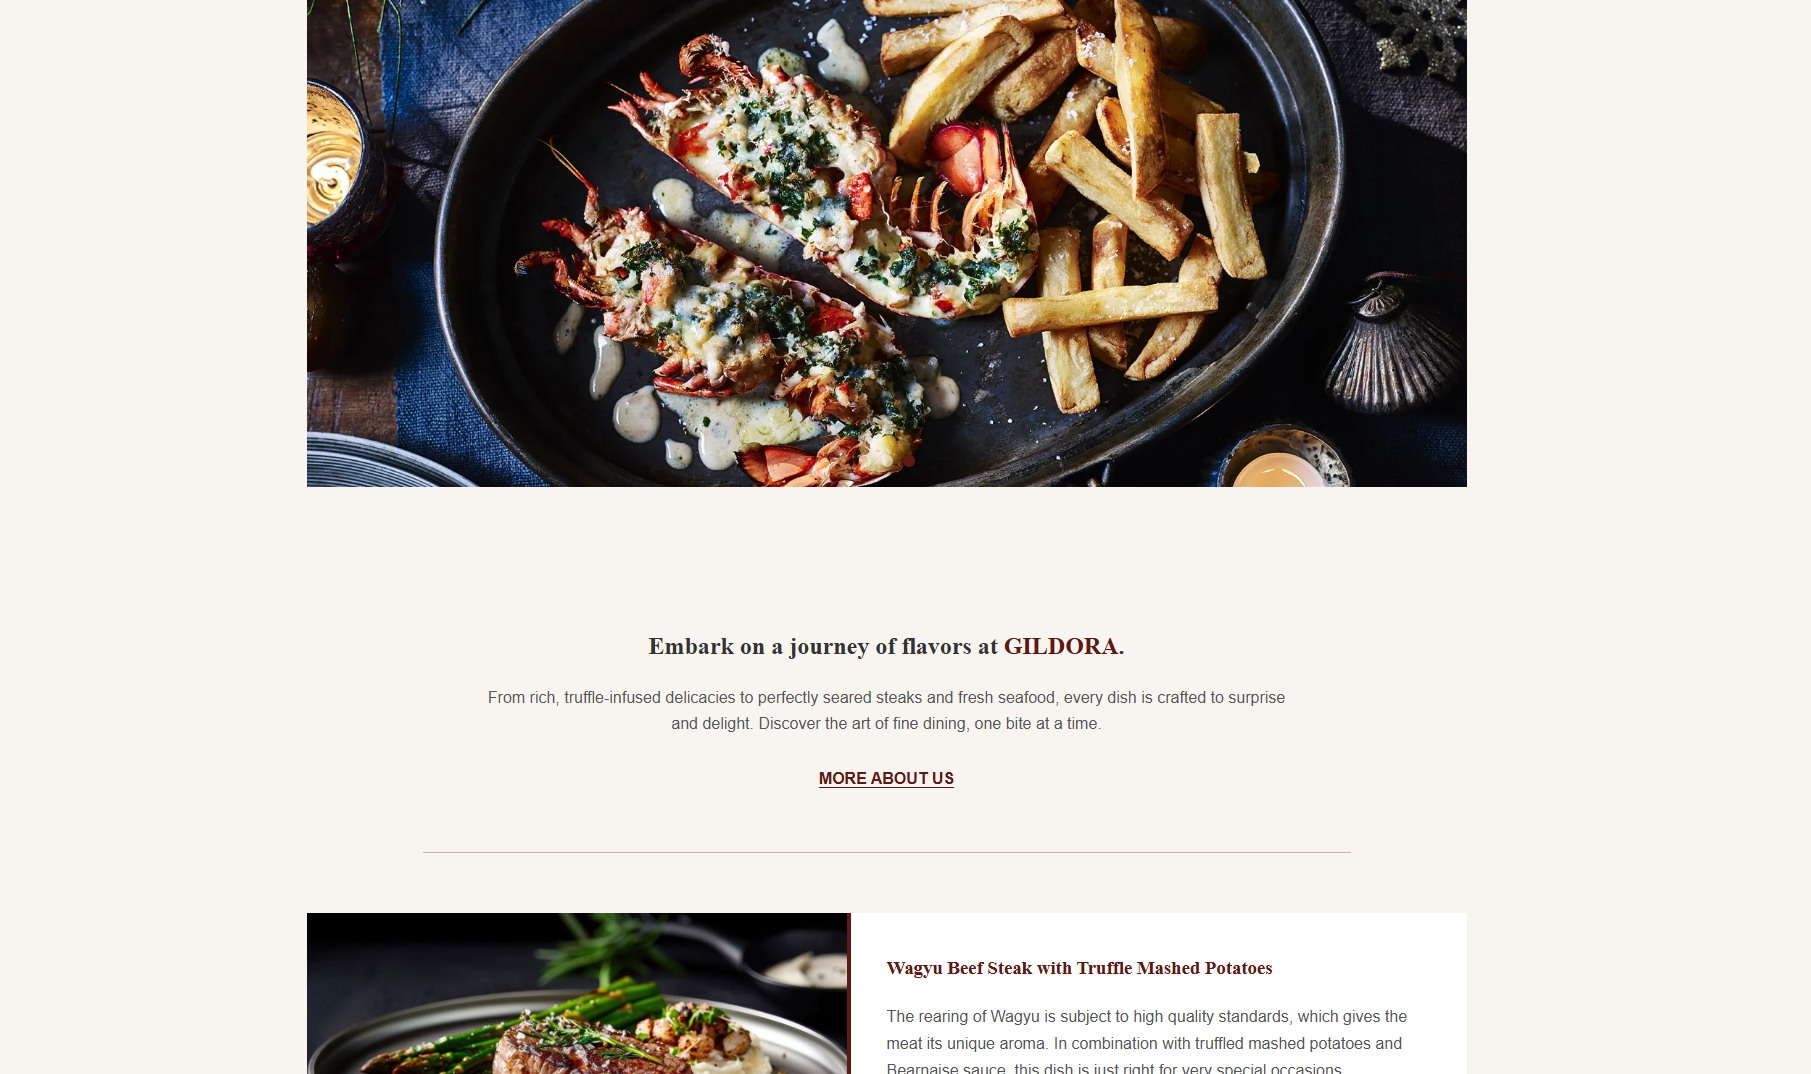 Embark on a journey of flavors at GILDORA.
From rich, truffle-infused delicacies to perfectly seared steaks and fresh seafood, every dish is crafted to surprise
and delight. Discover the art of fine dining, one bite at a time.
MORE ABOUT US
Wagyu Beef Steak with Truffle Mashed Potatoes
The rearing of Wagyu is subject to high quality standards, which gives the
meat its unique aroma. In combination with truffled mashed potatoes and
Bearnaise sauce, this dish is just right for very special occasions.